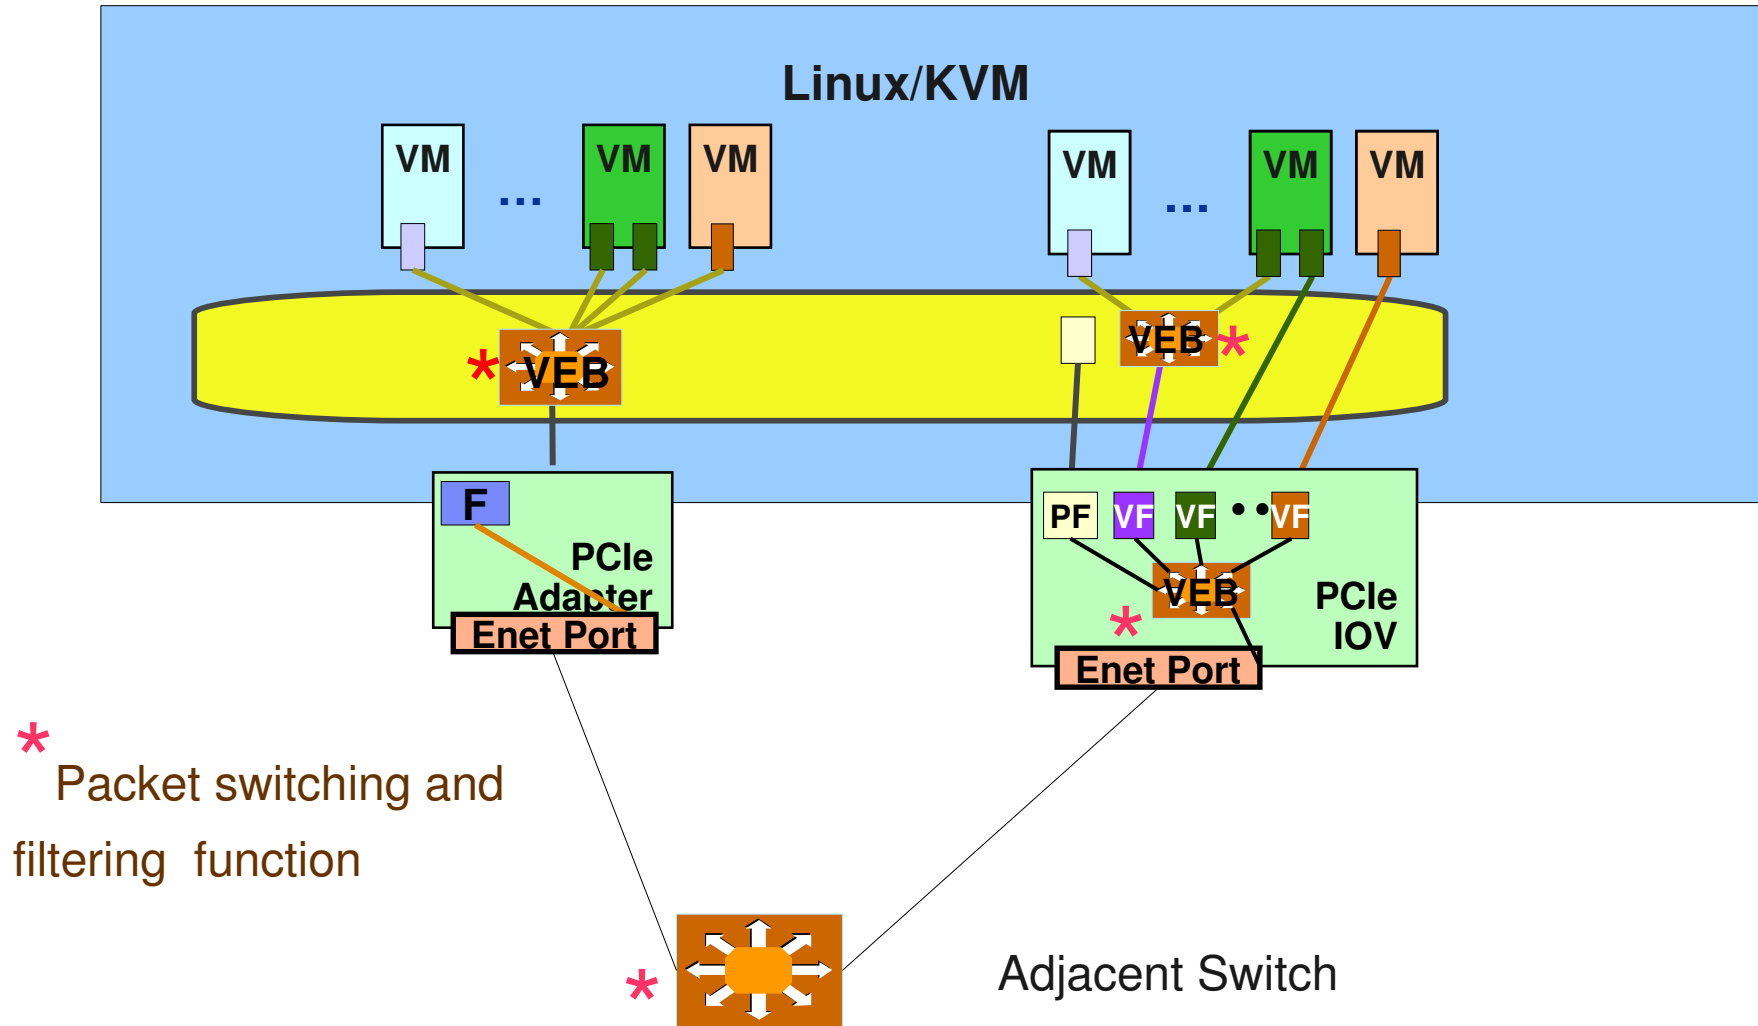 Linux/KVM
VM
...
VM
VM
VM
...
VM
VM
* VEB
VEB *
F
PCIe
Adapter
Enet Port
PF
VF
VF
••
VF
VEB
*
PCIe
IOV
Enet Port
* Packet switching and
filtering function
*
Adjacent Switch